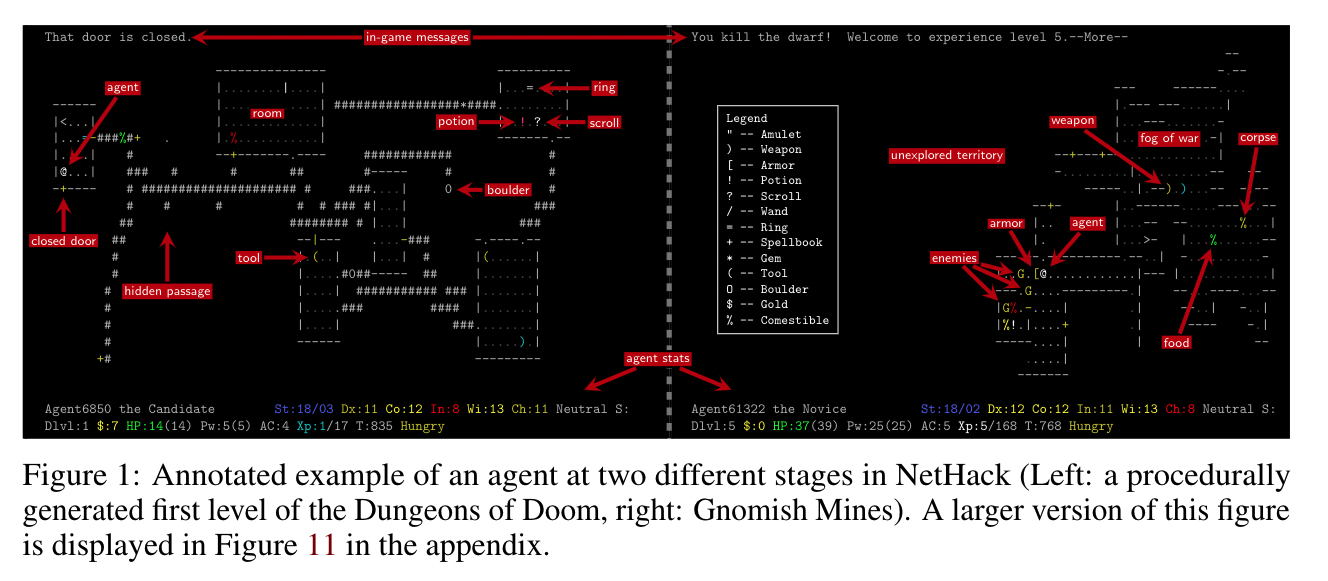 That door is closed.
in-game messages
You kill the dwarf!  Welcome to experience level 5.--More--
agent
room
ring
potion
scroll
boulder
closed door
hidden passage
tool
Legend
" -- Amulet
) -- Weapon
[ -- Armor
! -- Potion
? -- Scroll
/ -- Wand
= -- Ring
+ -- Spellbook
* -- Gem
( -- Tool
0 -- Boulder
$ -- Gold
% -- Comestible
unexplored territory
weapon
fog of war
corpse
armor
agent
enemies
food
agent stats
Agent6850 the Candidate St:18/03 Dx:11 Co:12 In:8 Wi:13 Ch:11 Neutral S:
Dlvl:1 $:7 HP:14(14) Pw:5(5) AC:4 Xp:1/17 T:835 Hungry
Agent61322 the Novice St:18/02 Dx:12 Co:12 In:11 Wi:13 Ch:8 Neutral S:
Dlvl:5 $:0 HP:37(39) Pw:25(25) AC:5 Xp:5/168 T:768 Hungry
Figure 1: Annotated example of an agent at two different stages in NetHack (Left: a procedurally
generated first level of the Dungeons of Doom, right: Gnomish Mines). A larger version of this figure
is displayed in Figure 11 in the appendix.